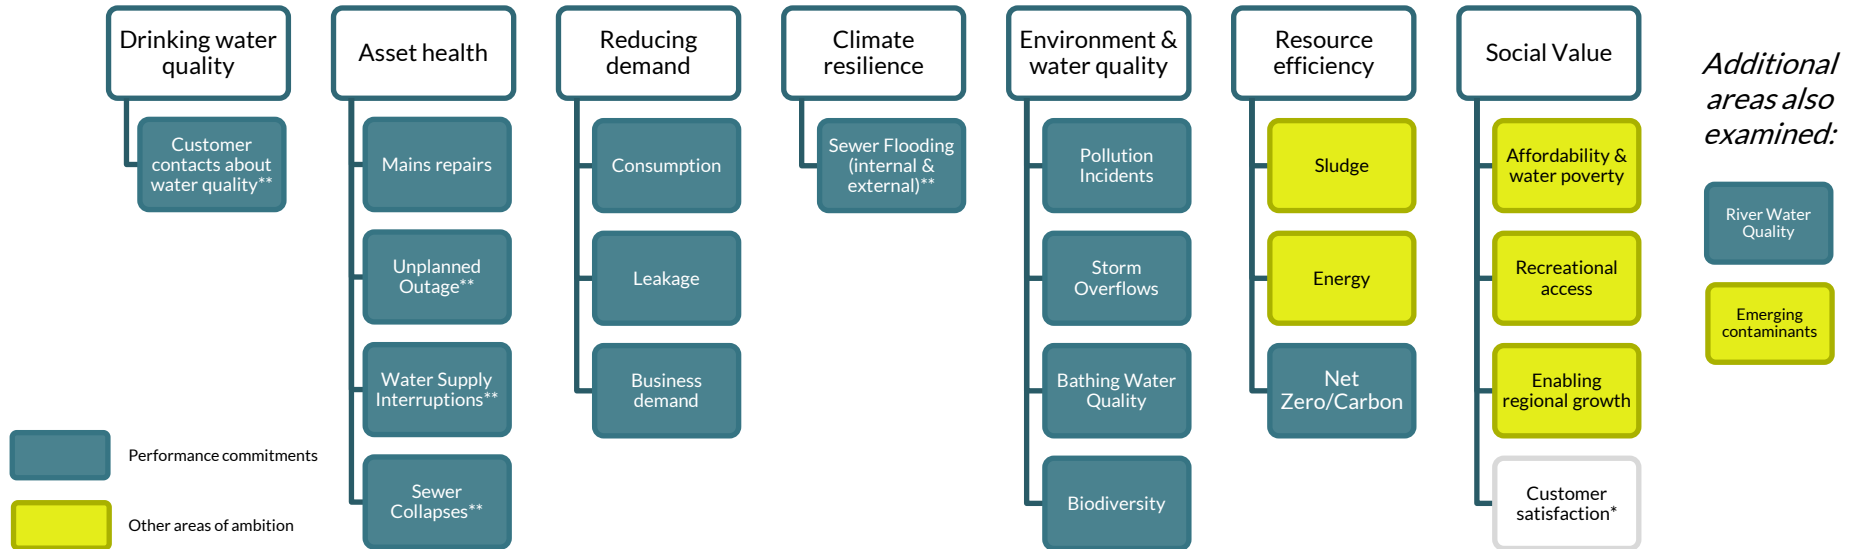 Drinking water
quality
Customer
contacts about
water quality**
Asset health
Mains repairs
Unplanned
Outage**
Water Supply
Interruptions**
Sewer
Collapses**
Reducing
demand
Consumption
Leakage
Business
demand
Climate
resilience
Sewer Flooding
(internal &
external)**
Environment &
water quality
Pollution
Incidents
Storm
Overflows
Bathing Water
Quality
Biodiversity
Resource
efficiency
Sludge
Energy
Net
Zero/Carbon
Social Value
Affordability &
water poverty
Recreational
access
Enabling
regional growth
Customer
satisfaction*
Additional
areas also
examined:
River Water
Quality
Emerging
contaminants
Performance commitments
Other areas of ambition